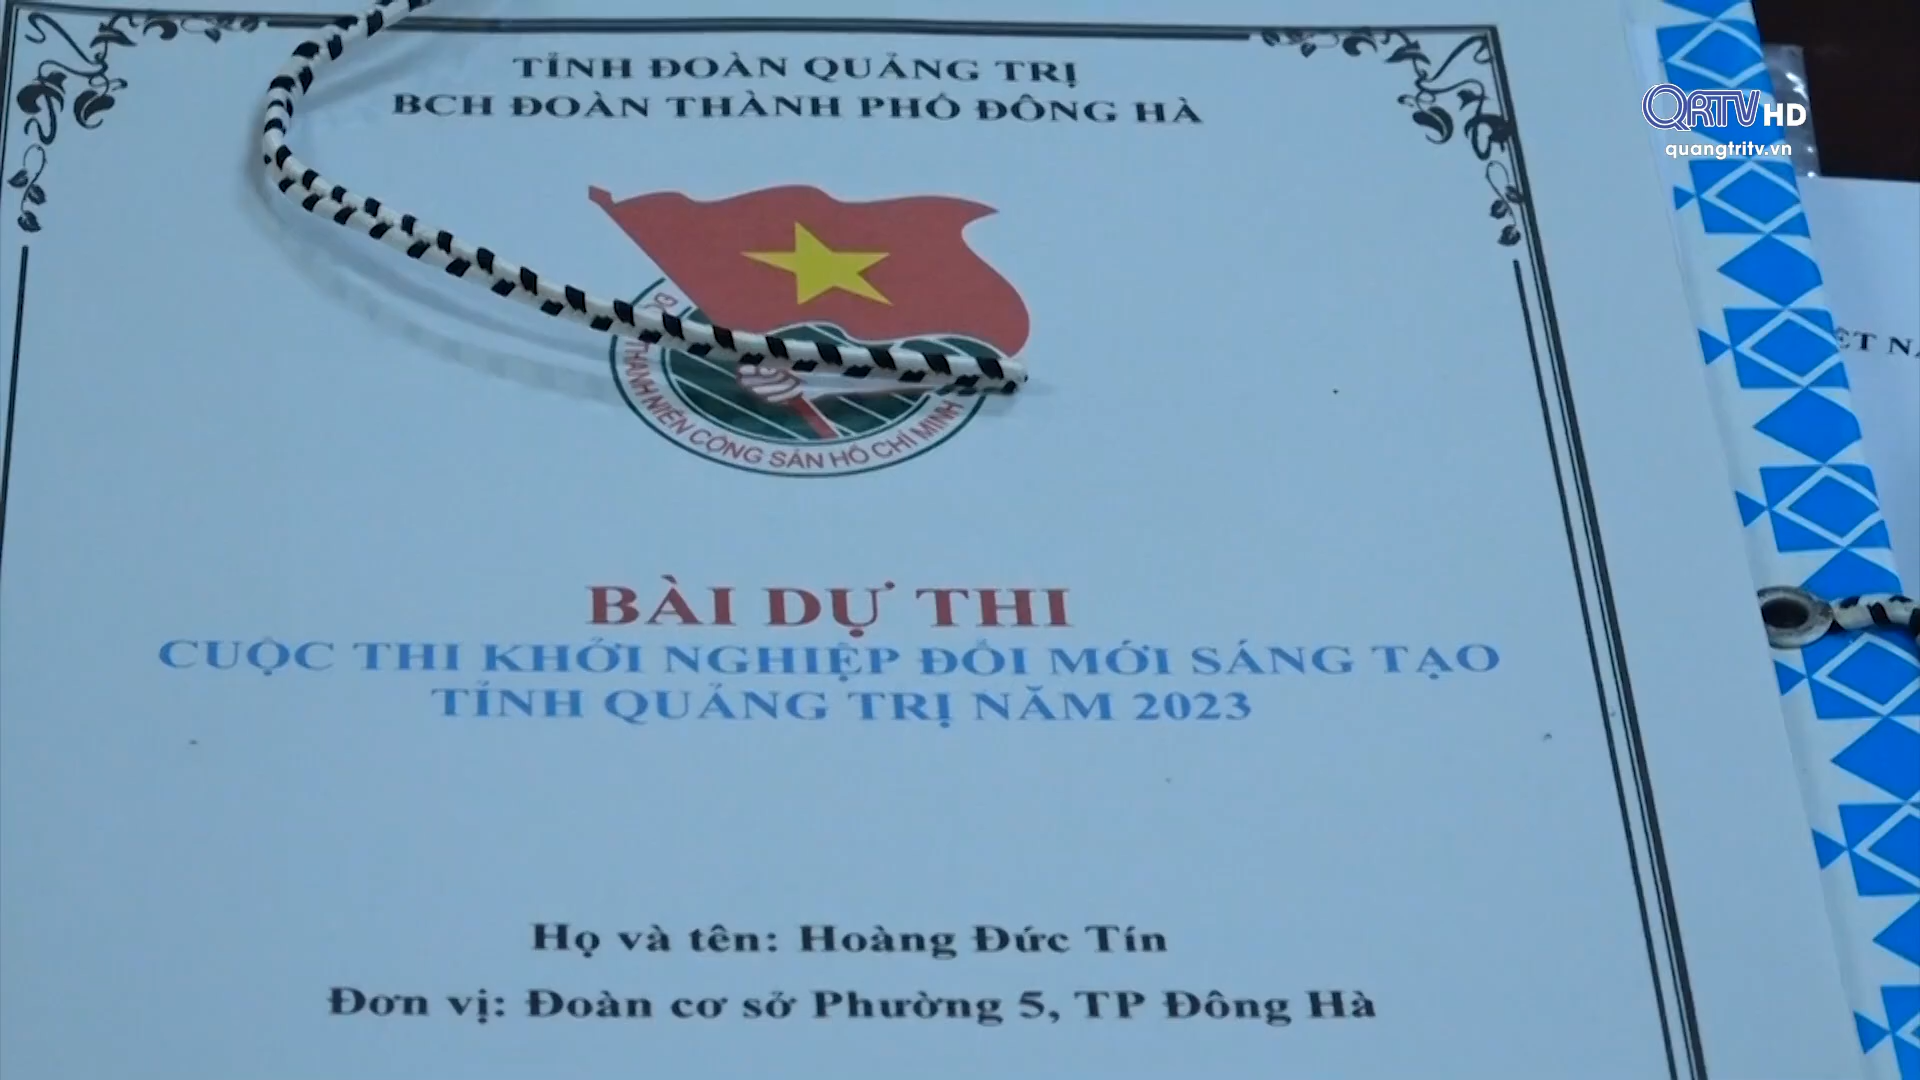 TỈNH ĐOÀN QUẢNG TRỊ
BCH ĐOÀN THÀNH PHỐ ĐÔNG HÀ
QRTV HD
quangtritv.vn
THANH NIÊN CỘNG SẢN HỒ CHÍ MINH
BÀI DỰ THI
CUỘC THI KHỞI NGHIỆP ĐỔI MỚI SÁNG TẠO
TỈNH QUẢNG TRỊ NĂM 2023
Họ và tên: Hoàng Đức Tín
Đơn vị: Đoàn cơ sở Phường 5, TP Đông Hà